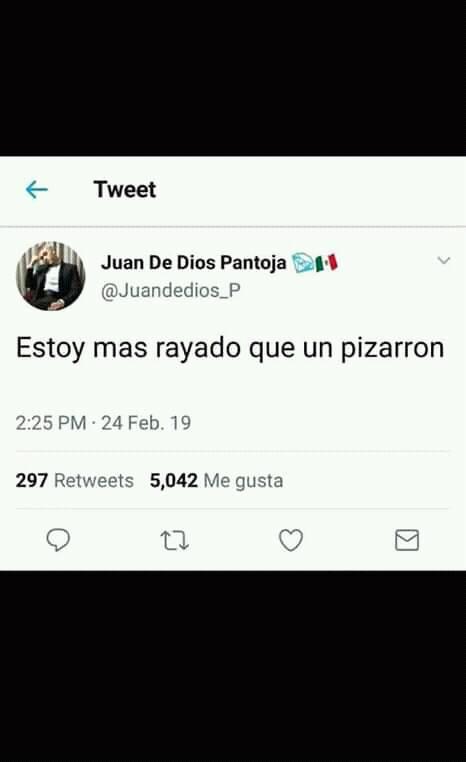 Tweet
Juan De Dios Pantoja
@Juandedios_P
Estoy mas rayado que un pizarron
2:25 PM · 24 Feb. 19
297 Retweets 5,042 Me gusta